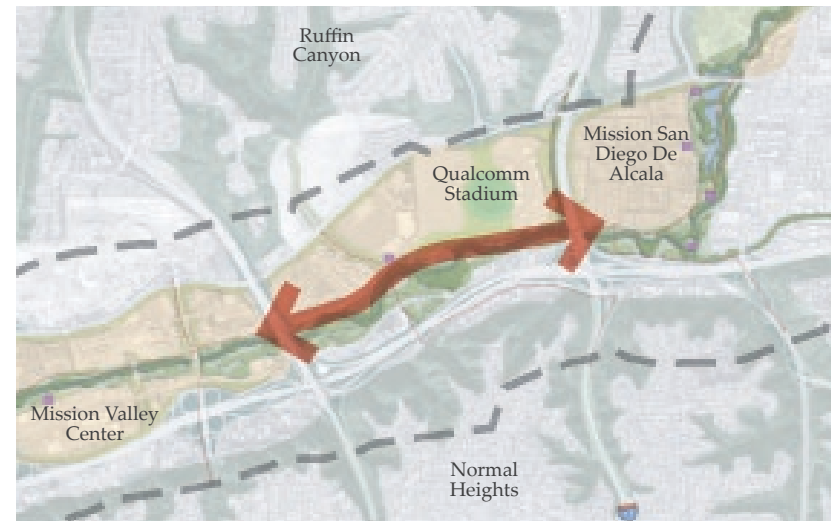 Ruffin
Canyon
Mission San
Diego De
Alcala
Qualcomm
Stadium
Mission Valley
Center
Normal
Heights